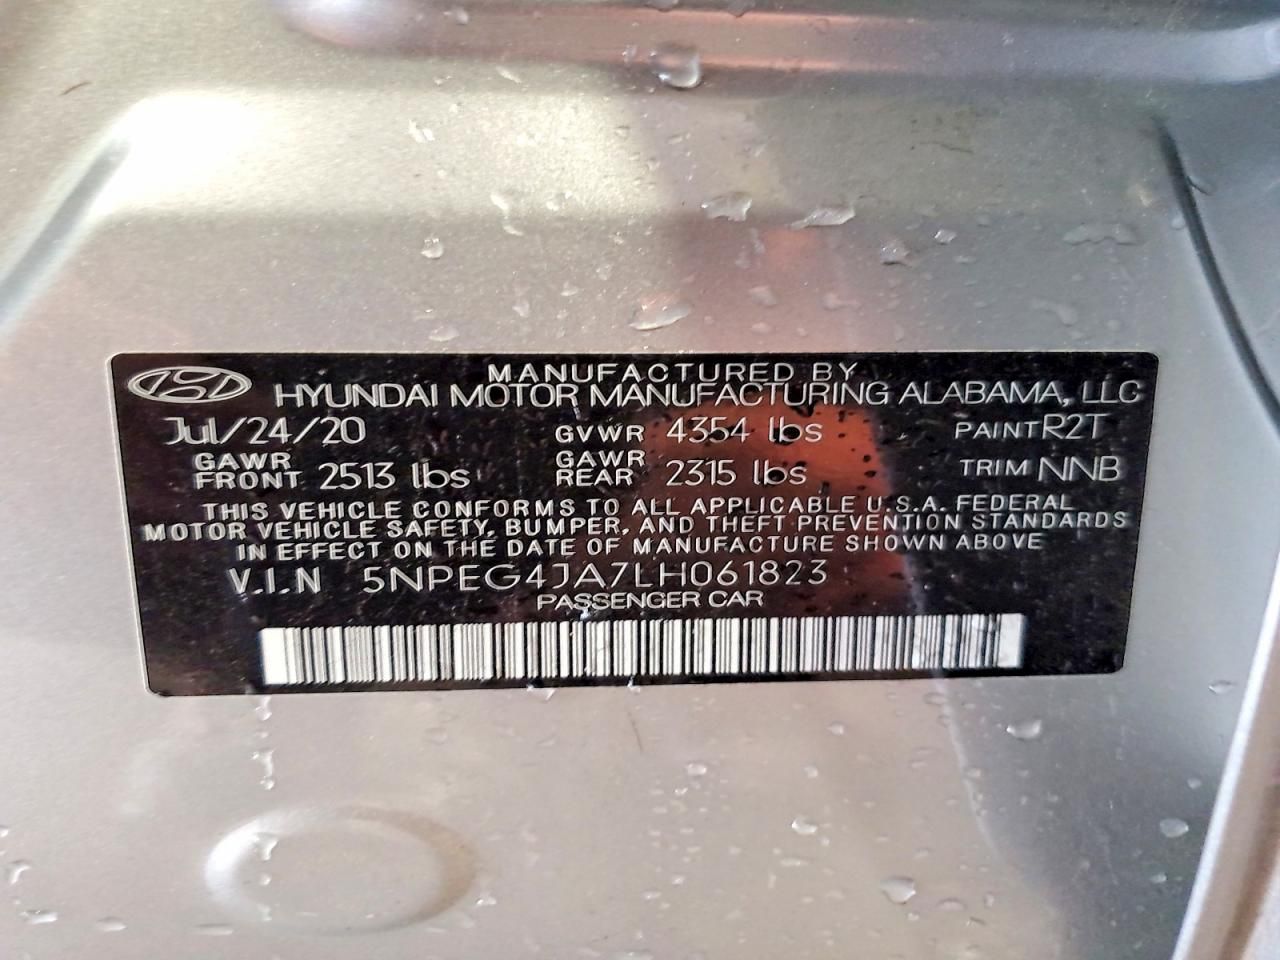 MANUFACTURED BY
HYUNDAI MOTOR MANUFACTURING ALABAMA, LLC
Jul/24/20 GVWR 4354 lbs PAINT R2T
GAWR FRONT 2513 lbs GAWR REAR 2315 lbs TRIM NNB
THIS VEHICLE CONFORMS TO ALL APPLICABLE U.S.A. FEDERAL
MOTOR VEHICLE SAFETY, BUMPER, AND THEFT PREVENTION STANDARDS
IN EFFECT ON THE DATE OF MANUFACTURE SHOWN ABOVE
V.I.N 5NPEG4JA7LH061823
PASSENGER CAR